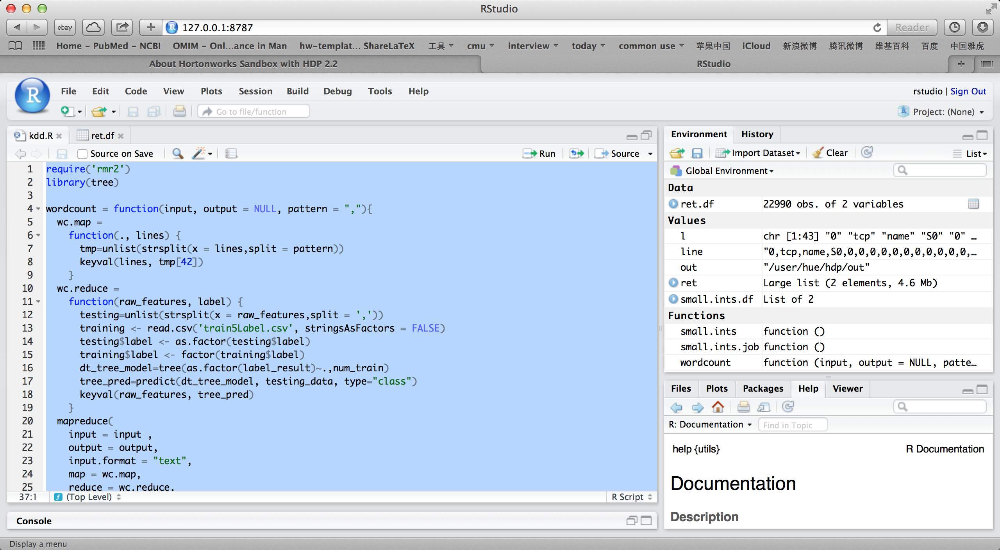 RStudio
ebay
127.0.0.1:8787
Reader
Home – PubMed – NCBI OMIM – Onl...ance in Man hw-templat... ShareLaTeX 工具 cmu interview today common use 苹果中国 iCloud 新浪微博 腾讯微博 维基百科 百度 中国雅虎
About Hortonworks Sandbox with HDP 2.2 RStudio
File Edit Code View Plots Session Build Debug Tools Help
rstudio | Sign Out
Go to file/function
Project: (None)
kdd.R ret.df
Source on Save Run Source
1 require('rmr2')
2 library(tree)
3
4 wordcount = function(input, output = NULL, pattern = ","){
5 wc.map =
6 function(., lines) {
7 tmp=unlist(strsplit(x = lines,split = pattern))
8 keyval(lines, tmp[42])
9 }
10 wc.reduce =
11 function(raw_features, label) {
12 testing=unlist(strsplit(x = raw_features,split = ','))
13 training <- read.csv('train5Label.csv', stringsAsFactors = FALSE)
14 testing$label <- as.factor(testing$label)
15 training$label <- factor(training$label)
16 dt_tree_model=tree(as.factor(label_result)~.,num_train)
17 tree_pred=predict(dt_tree_model, testing_data, type="class")
18 keyval(raw_features, tree_pred)
19 }
20 mapreduce(
21 input = input ,
22 output = output,
23 input.format = "text",
24 map = wc.map,
25 reduce = wc.reduce,
37:1 (Top Level) R Script
Console
Environment History
Import Dataset Clear List
Global Environment
Data
ret.df 22990 obs. of 2 variables
Values
l chr [1:43] "0" "tcp" "name" "S0" "0" …
line "0,tcp,name,S0,0,0,0,0,0,0,0,0,0,0,0,…
out "/user/hue/hdp/out"
ret Large list (2 elements, 4.6 Mb)
small.ints.df List of 2
Functions
small.ints function ()
small.ints.job function ()
wordcount function (input, output = NULL, patte…
Files Plots Packages Help Viewer
R: Documentation Find in Topic
help {utils} R Documentation
Documentation
Description
Display a menu